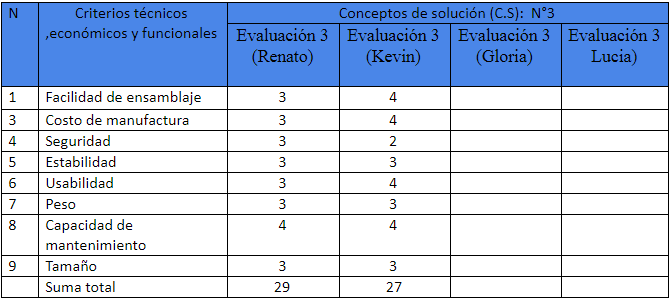 N Criterios técnicos ,económicos y funcionales Conceptos de solución (C.S): N°3
Evaluación 3 (Renato) Evaluación 3 (Kevin) Evaluación 3 (Gloria) Evaluación 3 Lucia)
1 Facilidad de ensamblaje 3 4
3 Costo de manufactura 3 4
4 Seguridad 3 2
5 Estabilidad 3 3
6 Usabilidad 3 4
7 Peso 3 3
8 Capacidad de mantenimiento 4 4
9 Tamaño 3 3
Suma total 29 27